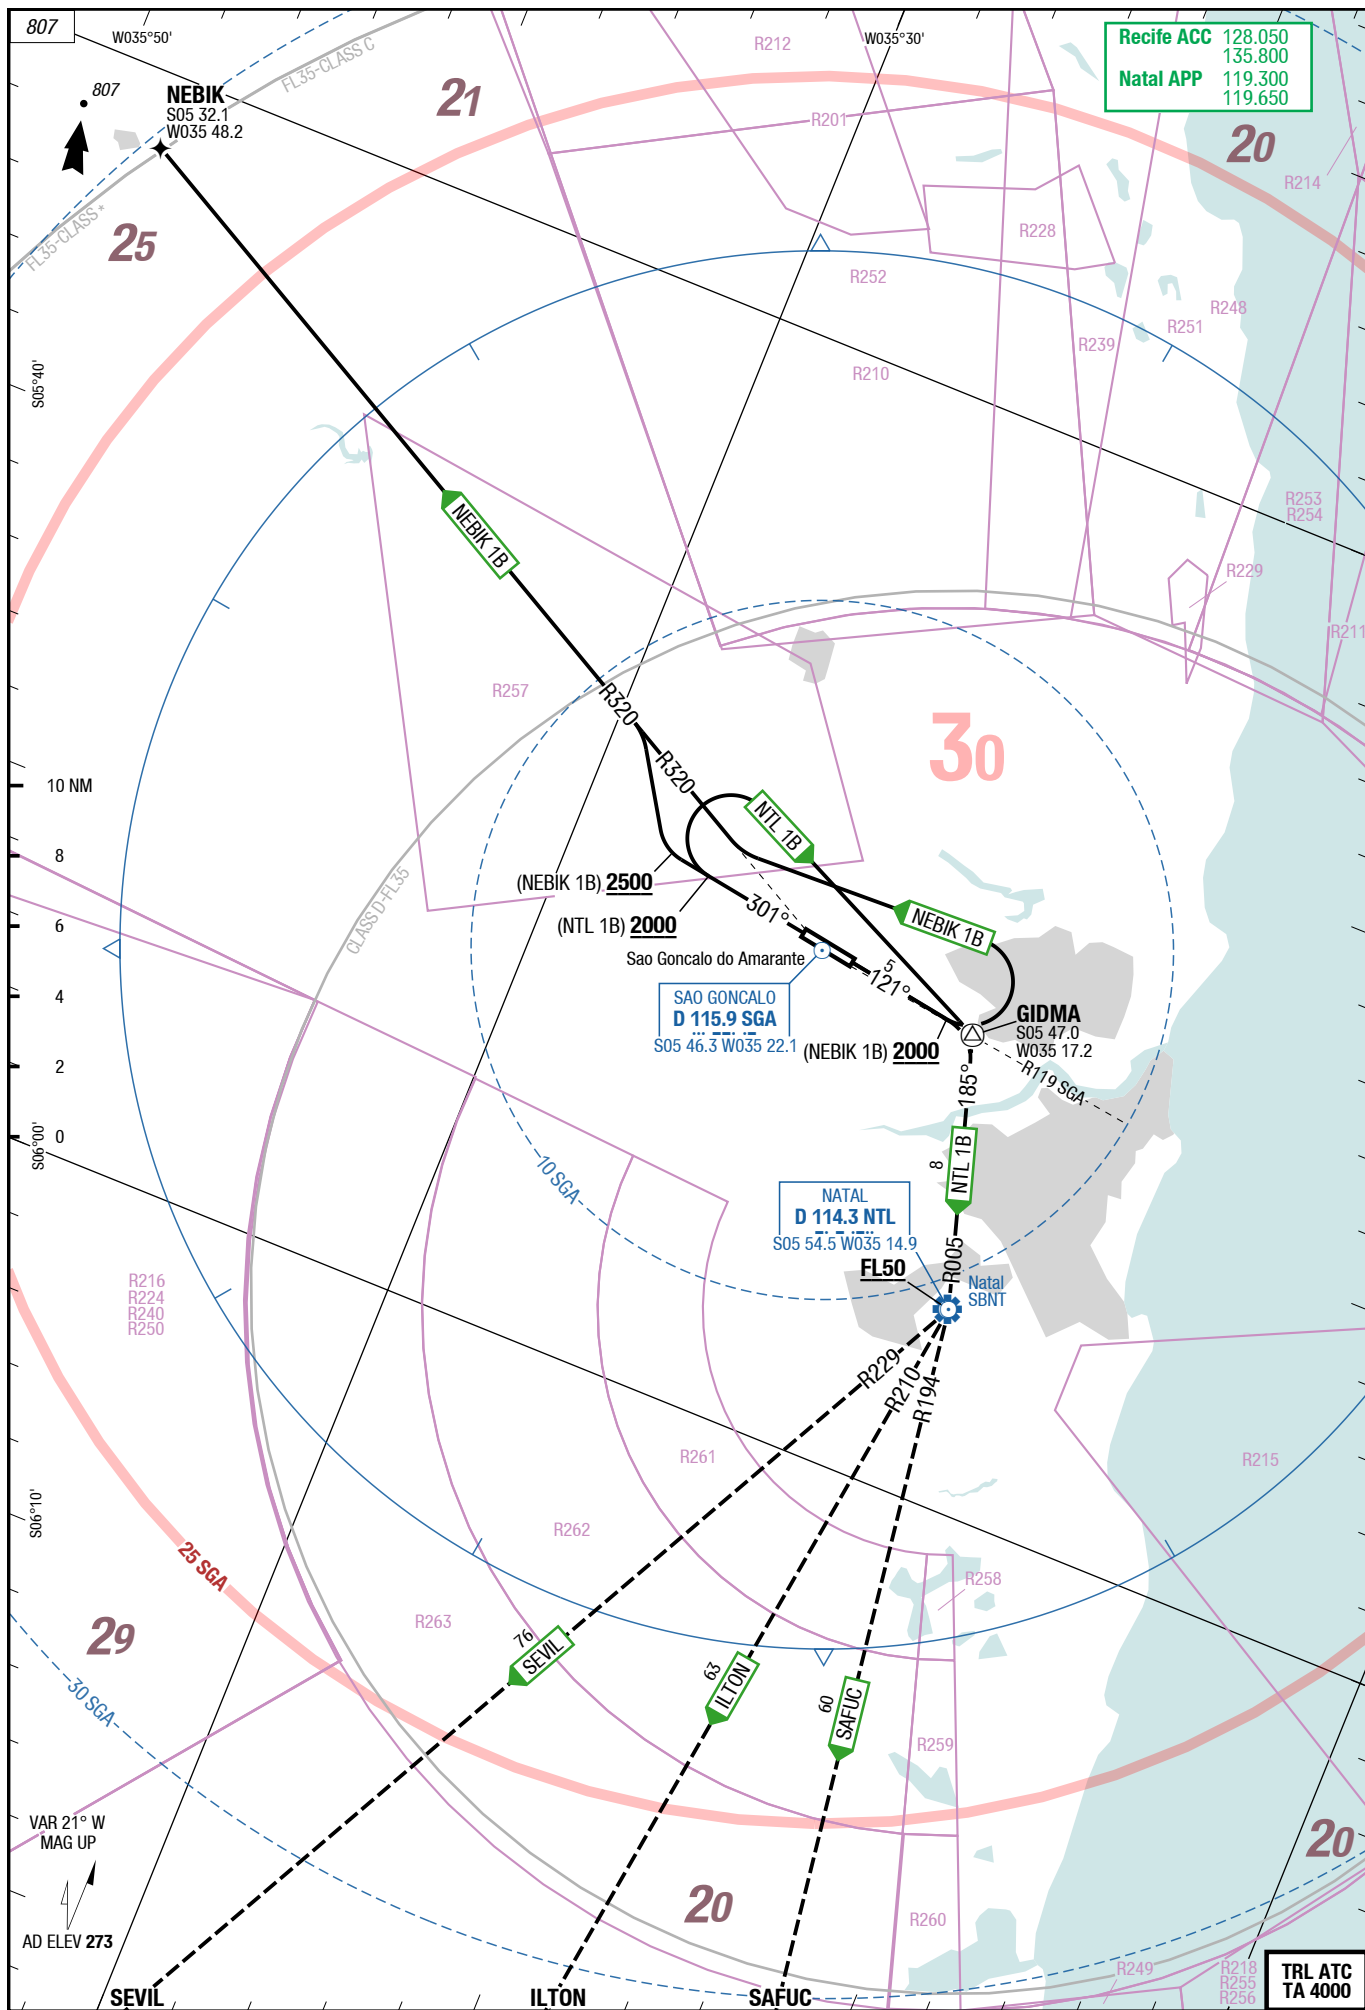 807
W035°50'
W035°30'
Recife ACC 128.050
135.800
Natal APP 119.300
119.650
807
NEBIK
S05 32.1
W035 48.2
FL35-CLASS C
FL35-CLASS *
21
20
25
R212
R201
R214
R228
R252
R248
R251
R239
R210
S05°40'
NEBIK 1B
R253
R254
R229
R211
R257
R320
R320
30
10 NM
8
6
4
2
0
NTL 1B
(NEBIK 1B) 2500
(NTL 1B) 2000
301°
NEBIK 1B
CLASS D-FL35
Sao Goncalo do Amarante
5
121°
SAO GONCALO
D 115.9 SGA
S05 46.3 W035 22.1
(NEBIK 1B) 2000
GIDMA
S05 47.0
W035 17.2
R119 SGA
185°
S06°00'
8
NTL 1B
10 SGA
NATAL
D 114.3 NTL
S05 54.5 W035 14.9
R005
FL50
Natal
SBNT
R216
R224
R240
R250
R229
R210
R194
R261
R215
S06°10'
R262
25 SGA
R258
R263
29
76
SEVIL
63
ILTON
60
SAFUC
30 SGA
R259
VAR 21° W
MAG UP
20
20
AD ELEV 273
R260
R249
R218
R255
R256
TRL ATC
TA 4000
SEVIL
ILTON
SAFUC